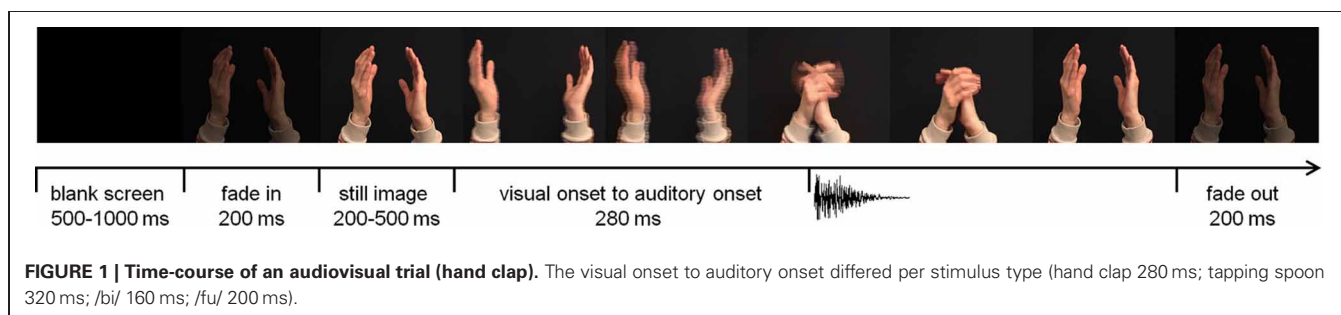 blank screen
500-1000 ms
fade in
200 ms
still image
200-500 ms
visual onset to auditory onset
280 ms
fade out
200 ms
FIGURE 1 | Time-course of an audiovisual trial (hand clap). The visual onset to auditory onset differed per stimulus type (hand clap 280 ms; tapping spoon
320 ms; /bi/ 160 ms; /fu/ 200 ms).